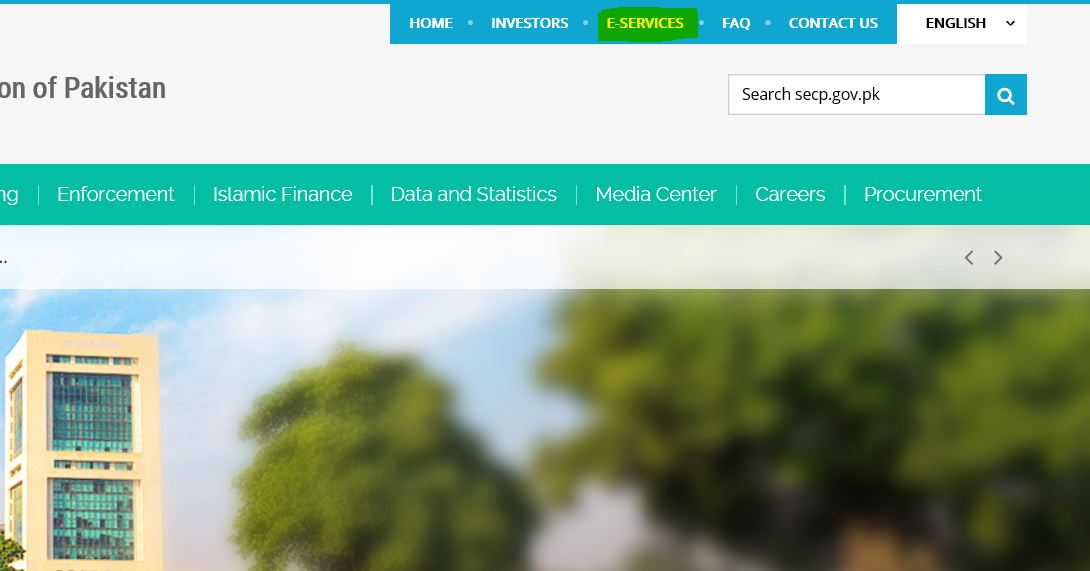 HOME • INVESTORS • E-SERVICES • FAQ • CONTACT US ENGLISH
on of Pakistan
Search secp.gov.pk
ng Enforcement Islamic Finance Data and Statistics Media Center Careers Procurement
..